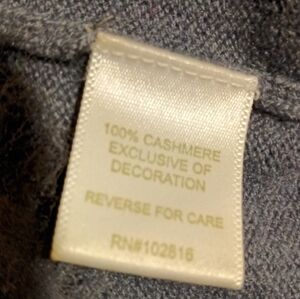 100% CASHMERE
EXCLUSIVE OF
DECORATION
REVERSE FOR CARE
RN#102816